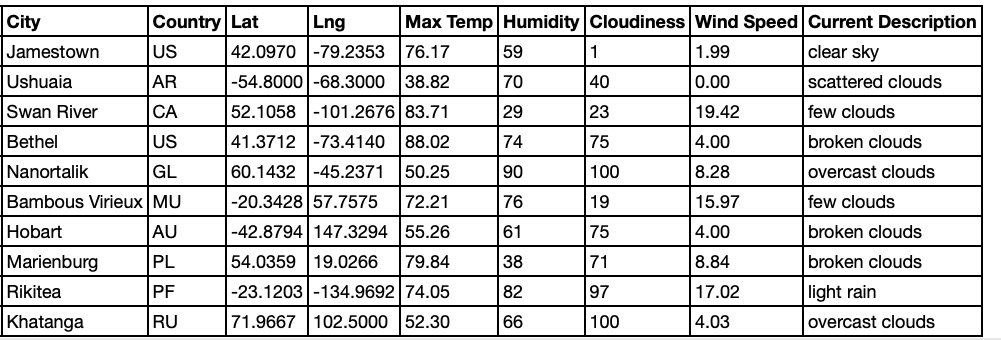 City Country Lat Lng Max Temp Humidity Cloudiness Wind Speed Current Description
Jamestown US 42.0970 -79.2353 76.17 59 1 1.99 clear sky
Ushuaia AR -54.8000 -68.3000 38.82 70 40 0.00 scattered clouds
Swan River CA 52.1058 -101.2676 83.71 29 23 19.42 few clouds
Bethel US 41.3712 -73.4140 88.02 74 75 4.00 broken clouds
Nanortalik GL 60.1432 -45.2371 50.25 90 100 8.28 overcast clouds
Bambous Virieux MU -20.3428 57.7575 72.21 76 19 15.97 few clouds
Hobart AU -42.8794 147.3294 55.26 61 75 4.00 broken clouds
Marienburg PL 54.0359 19.0266 79.84 38 71 8.84 broken clouds
Rikitea PF -23.1203 -134.9692 74.05 82 97 17.02 light rain
Khatanga RU 71.9667 102.5000 52.30 66 100 4.03 overcast clouds